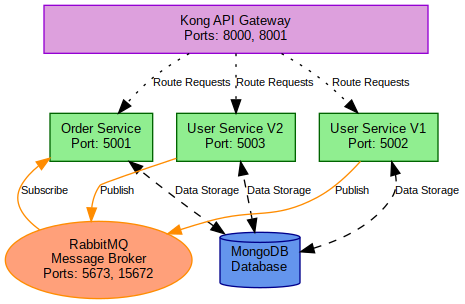 Kong API Gateway
Ports: 8000, 8001
Route Requests
Route Requests
Route Requests
Order Service
Port: 5001
User Service V2
Port: 5003
User Service V1
Port: 5002
Subscribe
Publish
Data Storage
Data Storage
Publish
Data Storage
RabbitMQ
Message Broker
Ports: 5673, 15672
MongoDB
Database